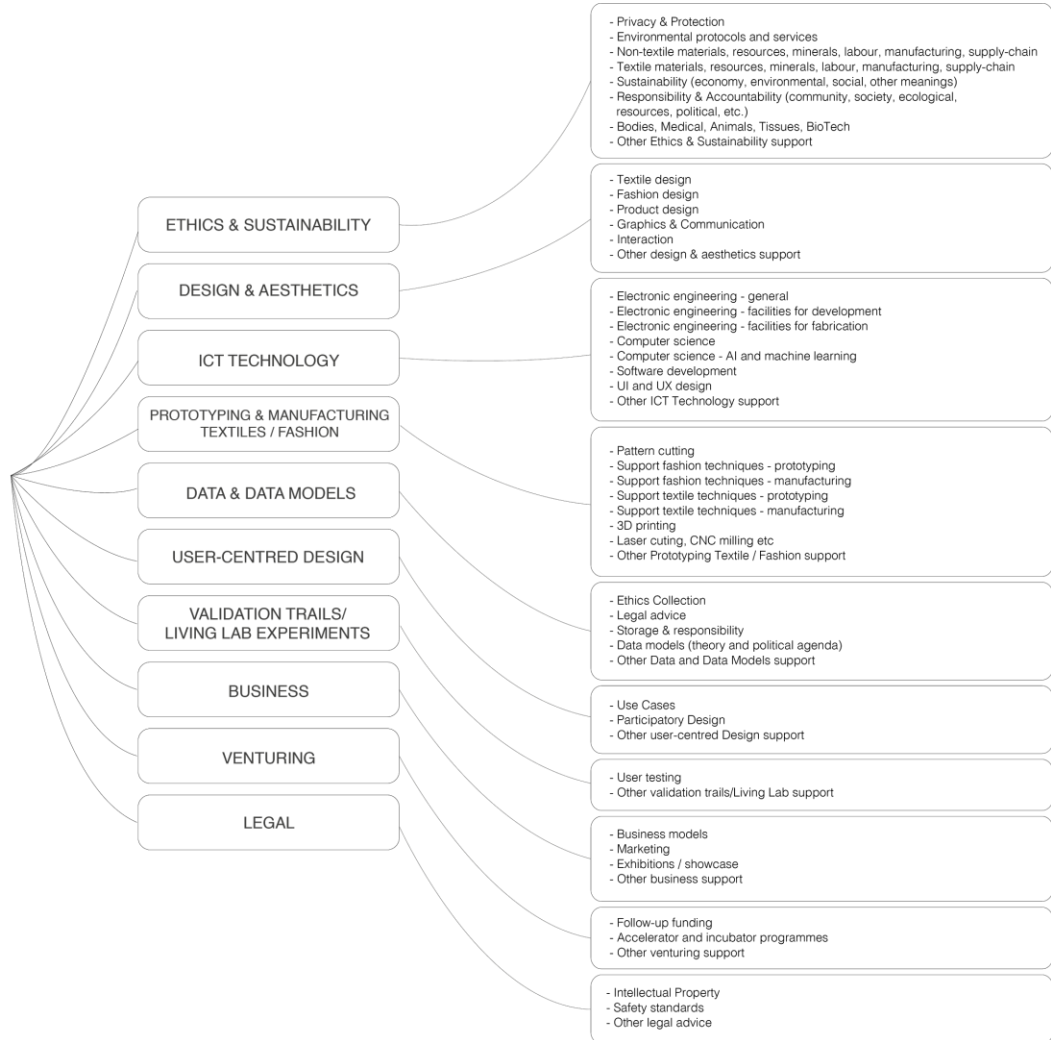 - Privacy & Protection
- Environmental protocols and services
- Non-textile materials, resources, minerals, labour, manufacturing, supply-chain
- Textile materials, resources, minerals, labour, manufacturing, supply-chain
- Sustainability (economy, environmental, social, other meanings)
- Responsibility & Accountability (community, society, ecological,
resources, political, etc.)
- Bodies, Medical, Animals, Tissues, BioTech
- Other Ethics & Sustainability support
ETHICS & SUSTAINABILITY
- Textile design
- Fashion design
- Product design
- Graphics & Communication
- Interaction
- Other design & aesthetics support
DESIGN & AESTHETICS
- Electronic engineering - general
- Electronic engineering - facilities for development
- Electronic engineering - facilities for fabrication
- Computer science
- Computer science - AI and machine learning
- Software development
- UI and UX design
- Other ICT Technology support
ICT TECHNOLOGY
PROTOTYPING & MANUFACTURING
TEXTILES / FASHION
- Pattern cutting
- Support fashion techniques - prototyping
- Support fashion techniques - manufacturing
- Support textile techniques - prototyping
- Support textile techniques - manufacturing
- 3D printing
- Laser cuting, CNC milling etc
- Other Prototyping Textile / Fashion support
DATA & DATA MODELS
- Ethics Collection
- Legal advice
- Storage & responsibility
- Data models (theory and political agenda)
- Other Data and Data Models support
USER-CENTRED DESIGN
- Use Cases
- Participatory Design
- Other user-centred Design support
VALIDATION TRAILS/
LIVING LAB EXPERIMENTS
- User testing
- Other validation trails/Living Lab support
BUSINESS
- Business models
- Marketing
- Exhibitions / showcase
- Other business support
VENTURING
- Follow-up funding
- Accelerator and incubator programmes
- Other venturing support
LEGAL
- Intellectual Property
- Safety standards
- Other legal advice